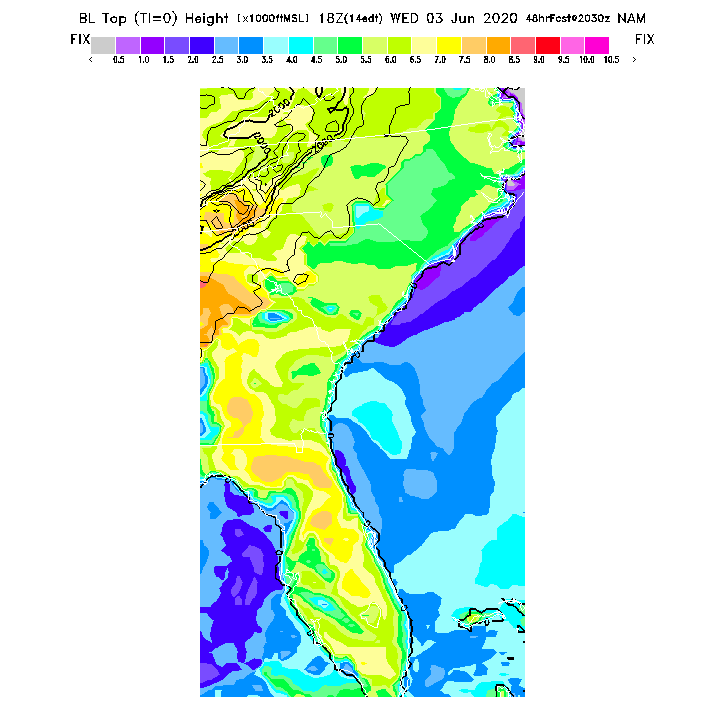 BL Top (TI=0) Height [x1000ftMSL] 18Z(14edt) WED 03 Jun 2020 48hrFcst@2030z NAM
FIX FIX
< 0.5 1.0 1.5 2.0 2.5 3.0 3.5 4.0 4.5 5.0 5.5 6.0 6.5 7.0 7.5 8.0 8.5 9.0 9.5 10.0 10.5 >
2000
2000
2000